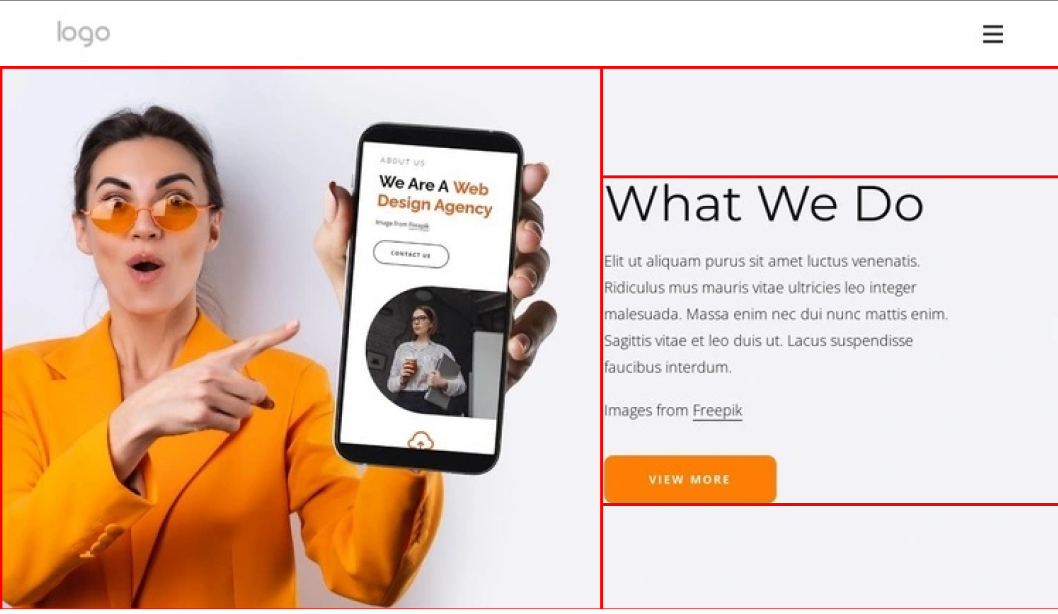 logo
ABOUT US
We Are A Web
Design Agency
Image from Freepik
CONTACT US
What We Do
Elit ut aliquam purus sit amet luctus venenatis.
Ridiculus mus mauris vitae ultricies leo integer
malesuada. Massa enim nec dui nunc mattis enim.
Sagittis vitae et leo duis ut. Lacus suspendisse
faucibus interdum.
Images from Freepik
VIEW MORE